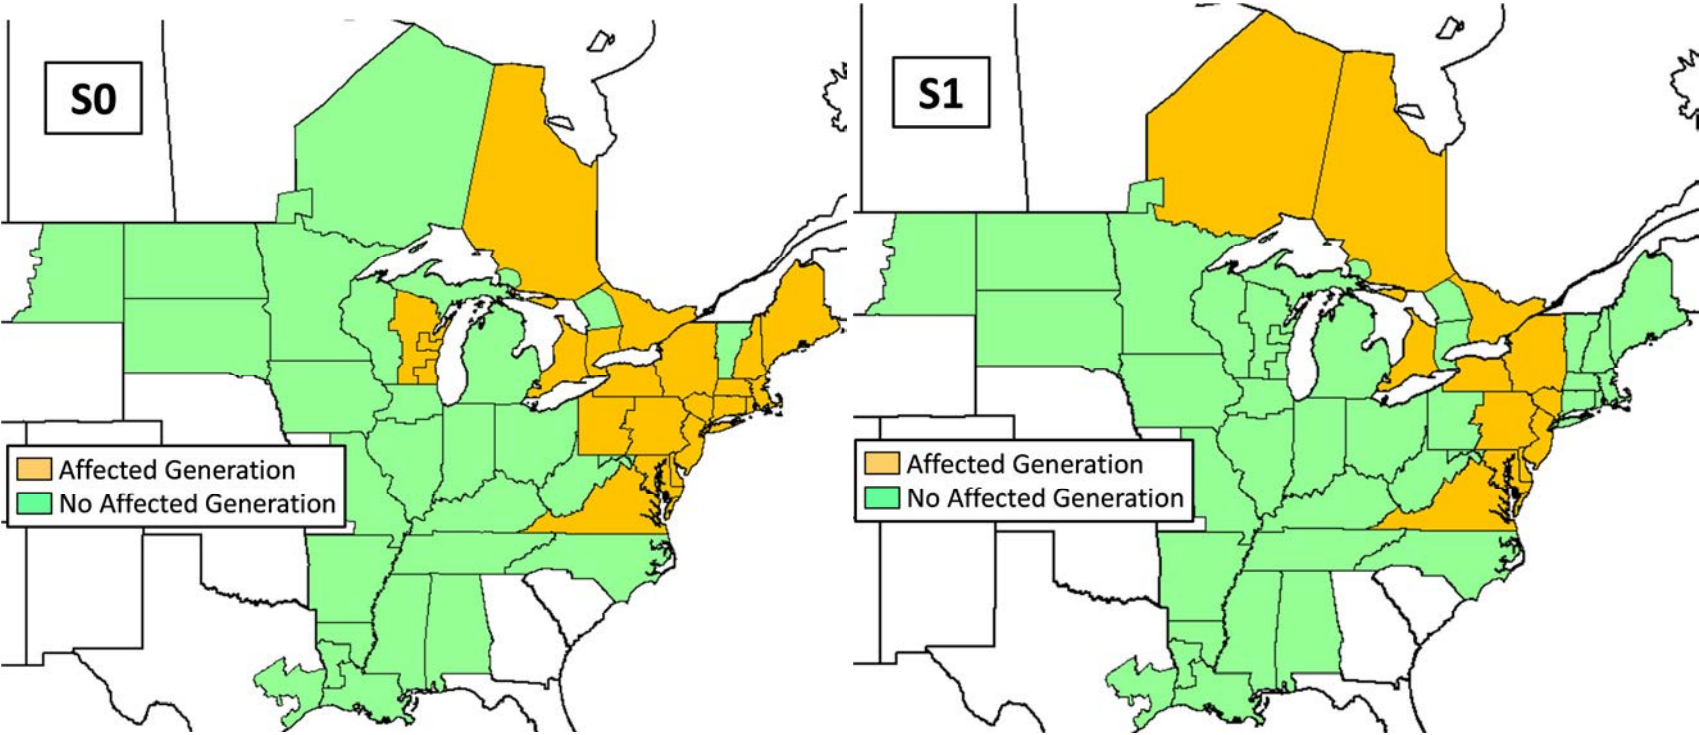 S0
Affected Generation
No Affected Generation
S1
Affected Generation
No Affected Generation